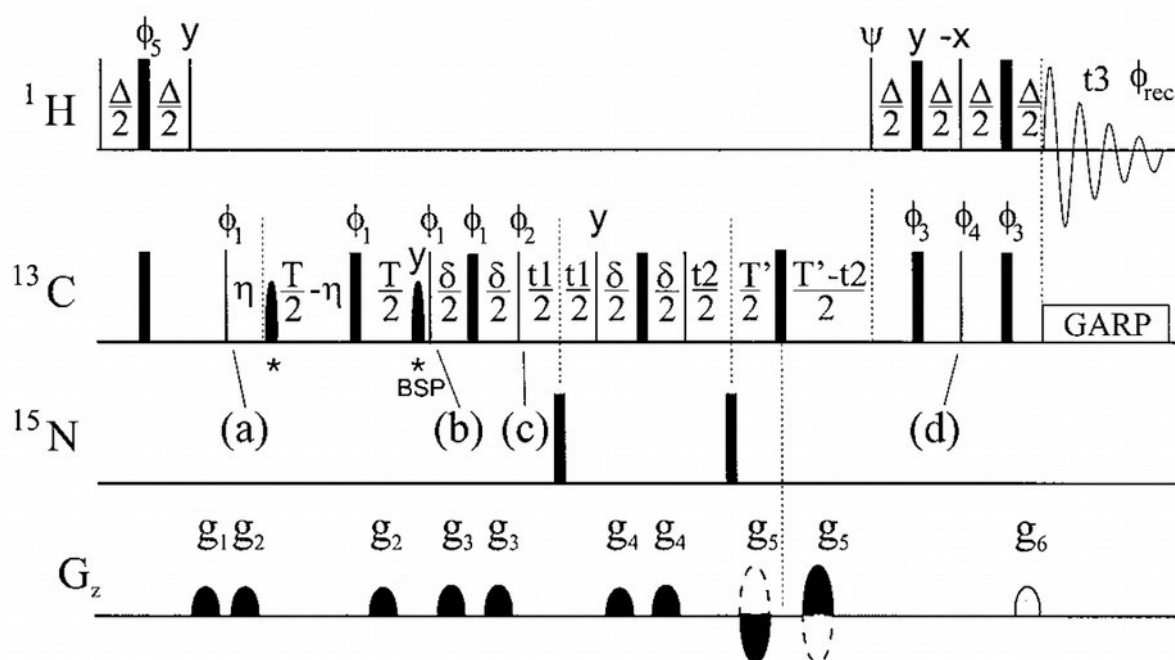 ϕ5 y ψ y -x
1H Δ/2 Δ/2 Δ/2 Δ/2 Δ/2 Δ/2 t3 ϕrec
ϕ1 ϕ1 ϕ1 ϕ1 ϕ2 y ϕ3 ϕ4 ϕ3
13C η T/2 -η T/2 y δ/2 δ/2 t1/2 t1/2 δ/2 δ/2 t2/2 T'/2 T'-t2/2 GARP
* * BSP
(a) (b) (c) (d)
15N
g1 g2 g2 g3 g3 g4 g4 g5 g5 g6
Gz